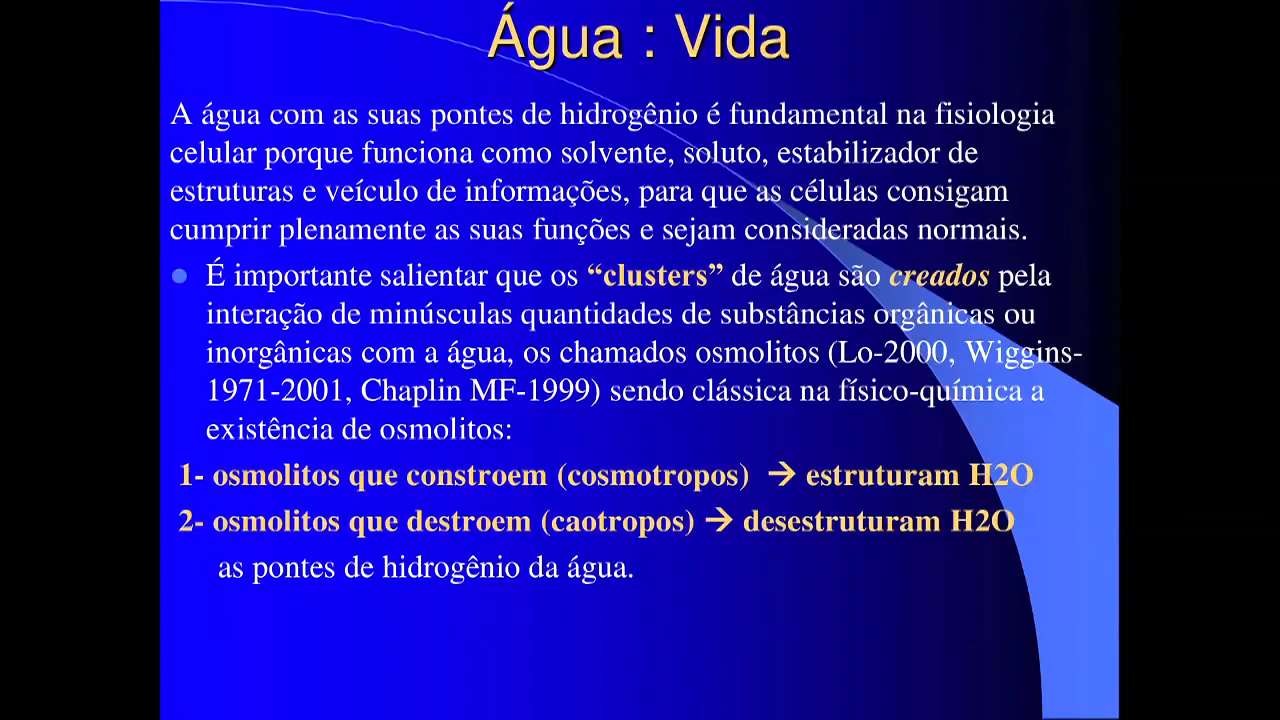 Água : Vida
A água com as suas pontes de hidrogênio é fundamental na fisiologia
celular porque funciona como solvente, soluto, estabilizador de
estruturas e veículo de informações, para que as células consigam
cumprir plenamente as suas funções e sejam consideradas normais.
● É importante salientar que os “clusters” de água são creados pela
interação de minúsculas quantidades de substâncias orgânicas ou
inorgânicas com a água, os chamados osmolitos (Lo-2000, Wiggins-
1971-2001, Chaplin MF-1999) sendo clássica na físico-química a
existência de osmolitos:
1- osmolitos que constroem (cosmotropos) → estruturam H2O
2- osmolitos que destroem (caotropos) → desestruturam H2O
as pontes de hidrogênio da água.